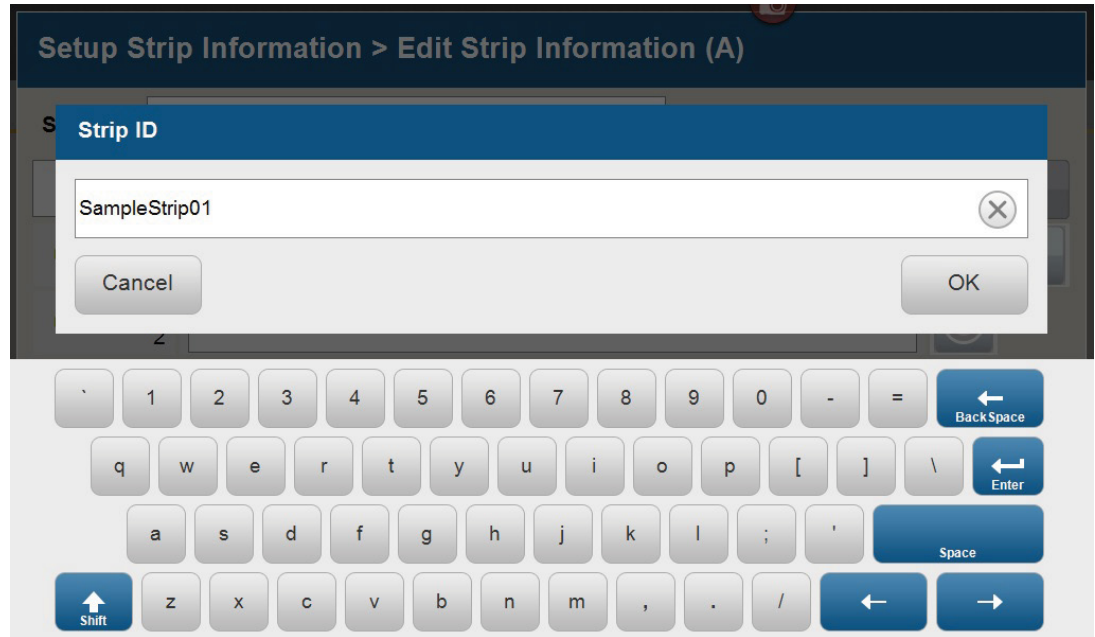 Setup Strip Information > Edit Strip Information (A)
S
Strip ID
SampleStrip01
Cancel OK
2
` 1 2 3 4 5 6 7 8 9 0 - = BackSpace
q w e r t y u i o p [ ] \ Enter
a s d f g h j k l ; ' Space
Shift z x c v b n m , . /